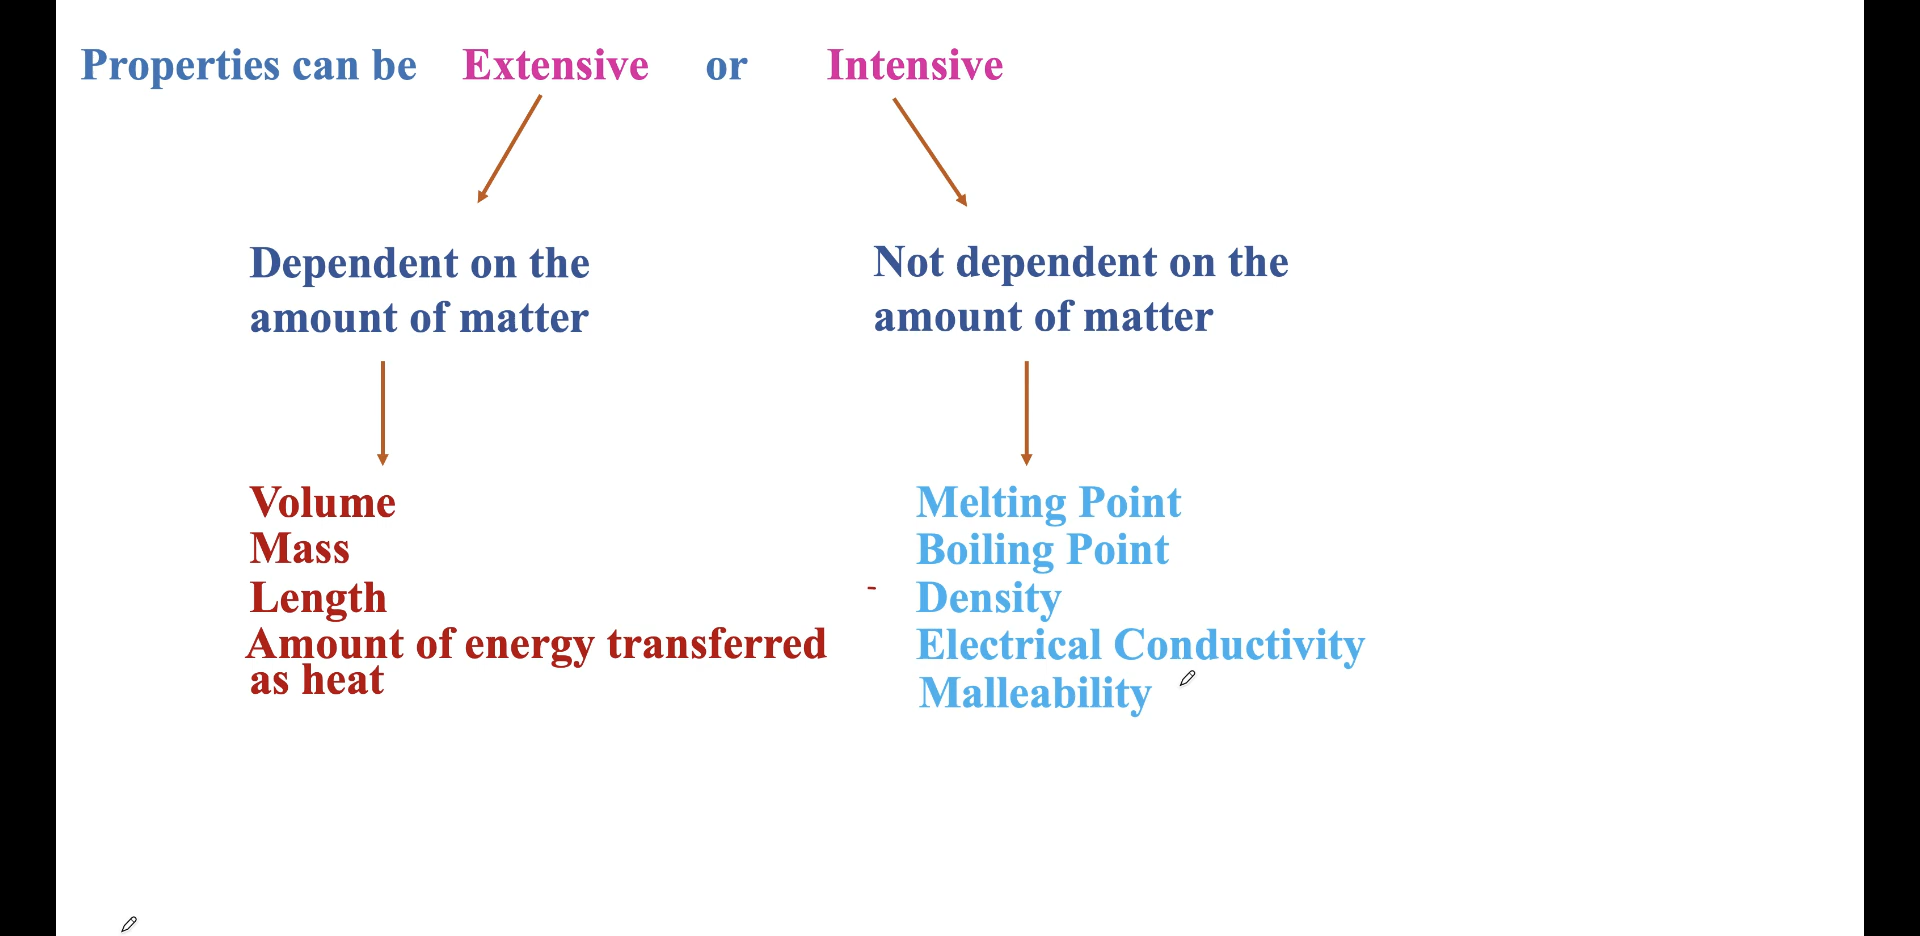 Properties can be Extensive or Intensive
Dependent on the
amount of matter
Not dependent on the
amount of matter
Volume
Mass
Length
Amount of energy transferred
as heat
Melting Point
Boiling Point
- Density
Electrical Conductivity
Malleability